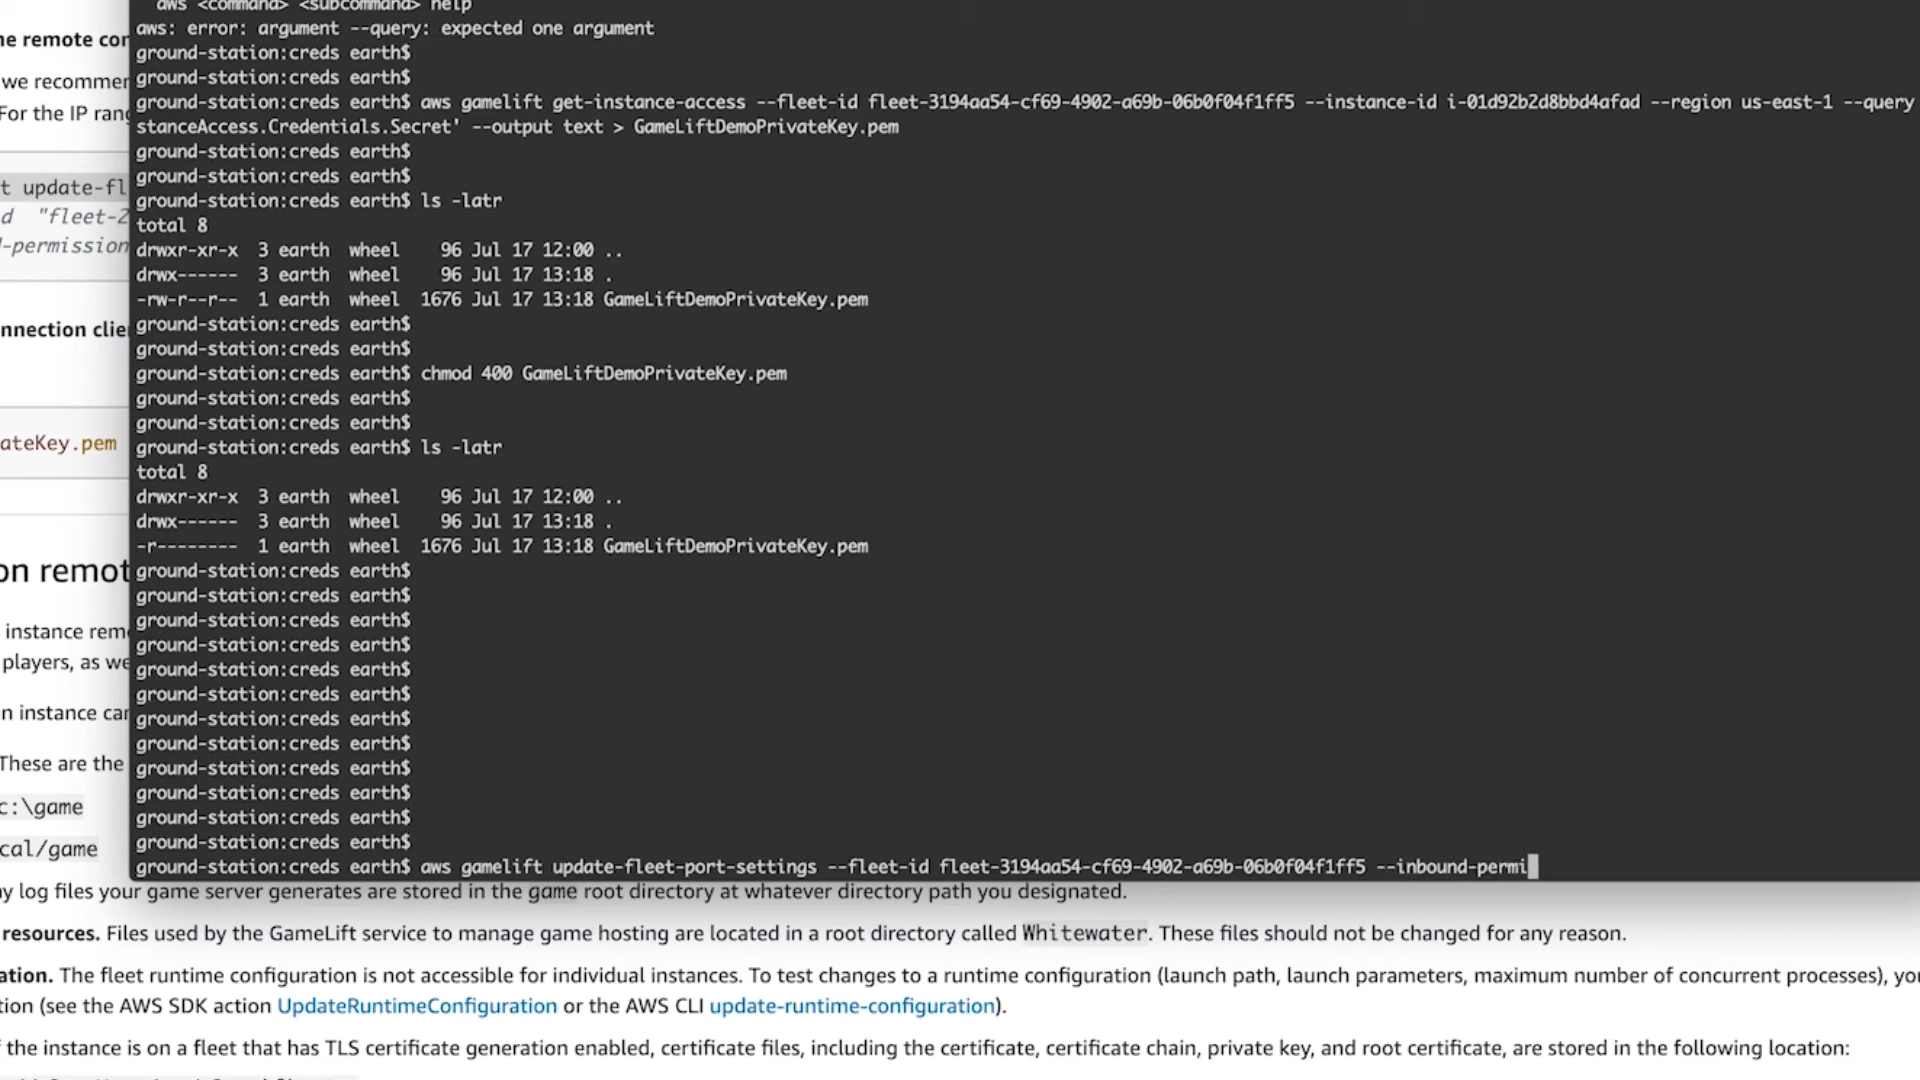 aws <command> <subcommand> help
aws: error: argument --query: expected one argument
ground-station:creds earth$
ground-station:creds earth$
ground-station:creds earth$ aws gamelift get-instance-access --fleet-id fleet-3194aa54-cf69-4902-a69b-06b0f04f1ff5 --instance-id i-01d92b2d8bbd4afad --region us-east-1 --query
stanceAccess.Credentials.Secret' --output text > GameLiftDemoPrivateKey.pem
ground-station:creds earth$
ground-station:creds earth$
ground-station:creds earth$ ls -latr
total 8
drwxr-xr-x 3 earth wheel 96 Jul 17 12:00 ..
drwx------ 3 earth wheel 96 Jul 17 13:18 .
-rw-r--r-- 1 earth wheel 1676 Jul 17 13:18 GameLiftDemoPrivateKey.pem
ground-station:creds earth$
ground-station:creds earth$
ground-station:creds earth$ chmod 400 GameLiftDemoPrivateKey.pem
ground-station:creds earth$
ground-station:creds earth$
ground-station:creds earth$ ls -latr
total 8
drwxr-xr-x 3 earth wheel 96 Jul 17 12:00 ..
drwx------ 3 earth wheel 96 Jul 17 13:18 .
-r-------- 1 earth wheel 1676 Jul 17 13:18 GameLiftDemoPrivateKey.pem
ground-station:creds earth$
ground-station:creds earth$
ground-station:creds earth$
ground-station:creds earth$
ground-station:creds earth$
ground-station:creds earth$
ground-station:creds earth$
ground-station:creds earth$
ground-station:creds earth$
ground-station:creds earth$
ground-station:creds earth$
ground-station:creds earth$
ground-station:creds earth$ aws gamelift update-fleet-port-settings --fleet-id fleet-3194aa54-cf69-4902-a69b-06b0f04f1ff5 --inbound-permi
ne remote cor
we recommer
For the IP rang
t update-fl
d "fleet-2
l-permission
nnection clie
ateKey.pem
on remot
instance rem
players, as we
n instance car
These are the
c:\game
cal/game
ny log files your game server generates are stored in the game root directory at whatever directory path you designated.
resources. Files used by the GameLift service to manage game hosting are located in a root directory called Whitewater. These files should not be changed for any reason.
ation. The fleet runtime configuration is not accessible for individual instances. To test changes to a runtime configuration (launch path, launch parameters, maximum number of concurrent processes), you
tion (see the AWS SDK action UpdateRuntimeConfiguration or the AWS CLI update-runtime-configuration).
f the instance is on a fleet that has TLS certificate generation enabled, certificate files, including the certificate, certificate chain, private key, and root certificate, are stored in the following location: